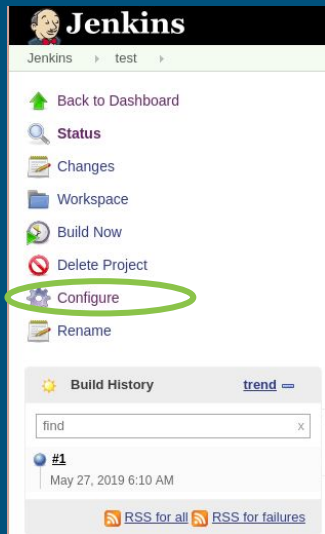 Jenkins
Jenkins test
Back to Dashboard
Status
Changes
Workspace
Build Now
Delete Project
Configure
Rename
Build History trend
find x
#1
May 27, 2019 6:10 AM
RSS for all RSS for failures